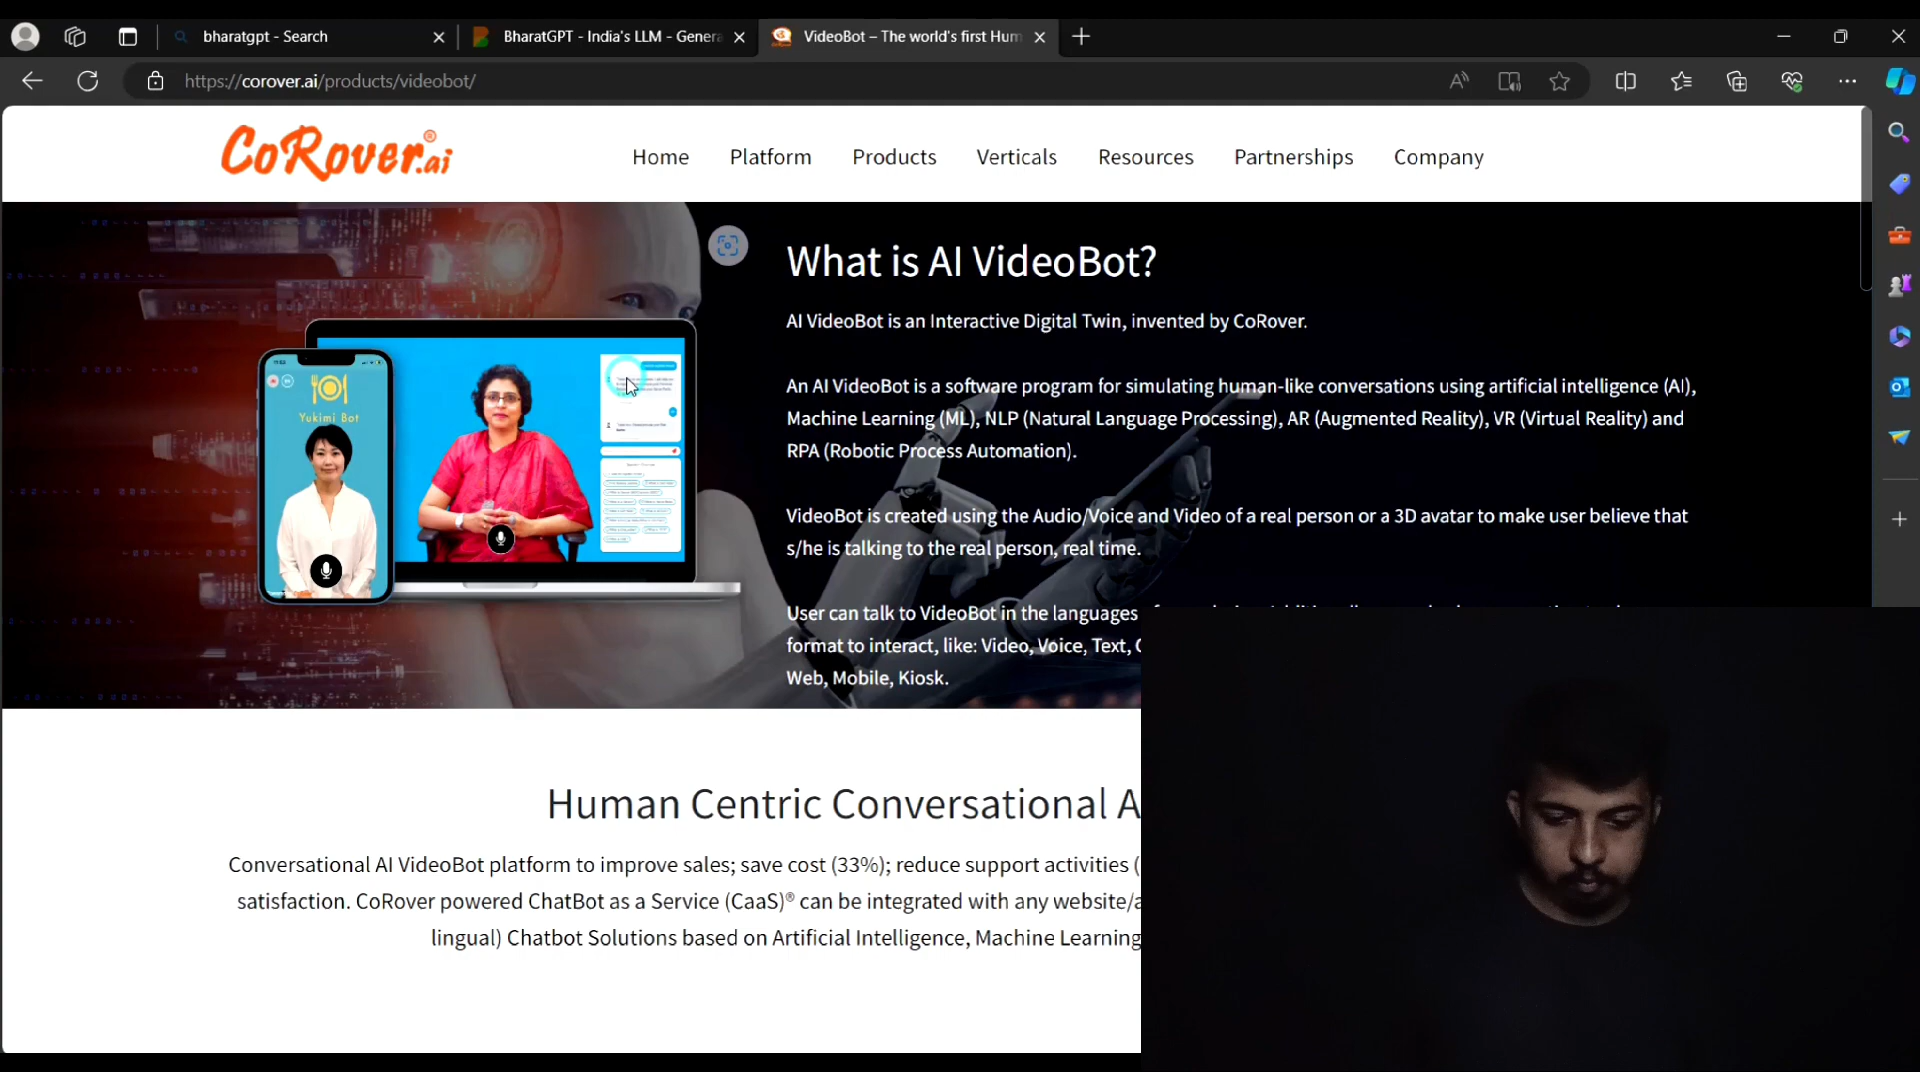 bharatgpt - Search
BharatGPT - India's LLM - Genera
VideoBot – The world's first Hum
https://corover.ai/products/videobot/
CoRover.ai
Home
Platform
Products
Verticals
Resources
Partnerships
Company
What is AI VideoBot?
AI VideoBot is an Interactive Digital Twin, invented by CoRover.
An AI VideoBot is a software program for simulating human-like conversations using artificial intelligence (AI),
Machine Learning (ML), NLP (Natural Language Processing), AR (Augmented Reality), VR (Virtual Reality) and
RPA (Robotic Process Automation).
VideoBot is created using the Audio/Voice and Video of a real person or a 3D avatar to make user believe that
s/he is talking to the real person, real time.
User can talk to VideoBot in the languages
format to interact, like: Video, Voice, Text,
Web, Mobile, Kiosk.
Yukimi Bot
Human Centric Conversational A
Conversational AI VideoBot platform to improve sales; save cost (33%); reduce support activities (
satisfaction. CoRover powered ChatBot as a Service (CaaS)® can be integrated with any website/a
lingual) Chatbot Solutions based on Artificial Intelligence, Machine Learning